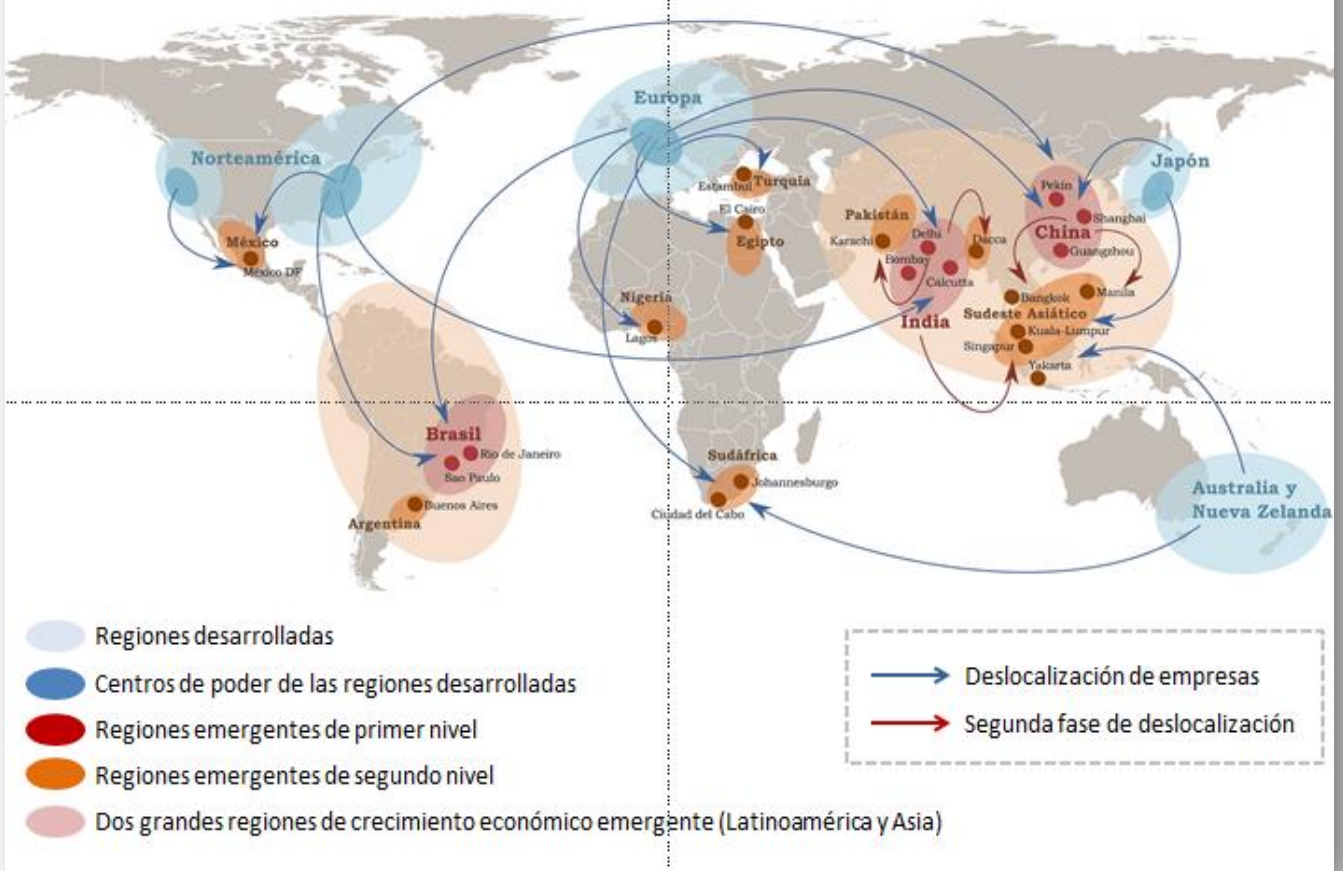 Europa
Norteamérica
Japón
Estambul
Turquía
Pekín
El Cairo
Pakistán
Shanghai
Egipto
Karachi
Delhi
Dacca
China
México
Guangzhou
Bombay
México DF
Calcutta
Nigeria
Bangkok
Manila
Sudeste Asiático
India
Lagos
Kuala-Lumpur
Singapur
Yakarta
Brasil
Rio de Janeiro
Sao Paulo
Sudáfrica
Johannesburgo
Buenos Aires
Australia y
Nueva Zelanda
Ciudad del Cabo
Argentina
Regiones desarrolladas
Centros de poder de las regiones desarrolladas
Regiones emergentes de primer nivel
Regiones emergentes de segundo nivel
Dos grandes regiones de crecimiento económico emergente (Latinoamérica y Asia)
Deslocalización de empresas
Segunda fase de deslocalización